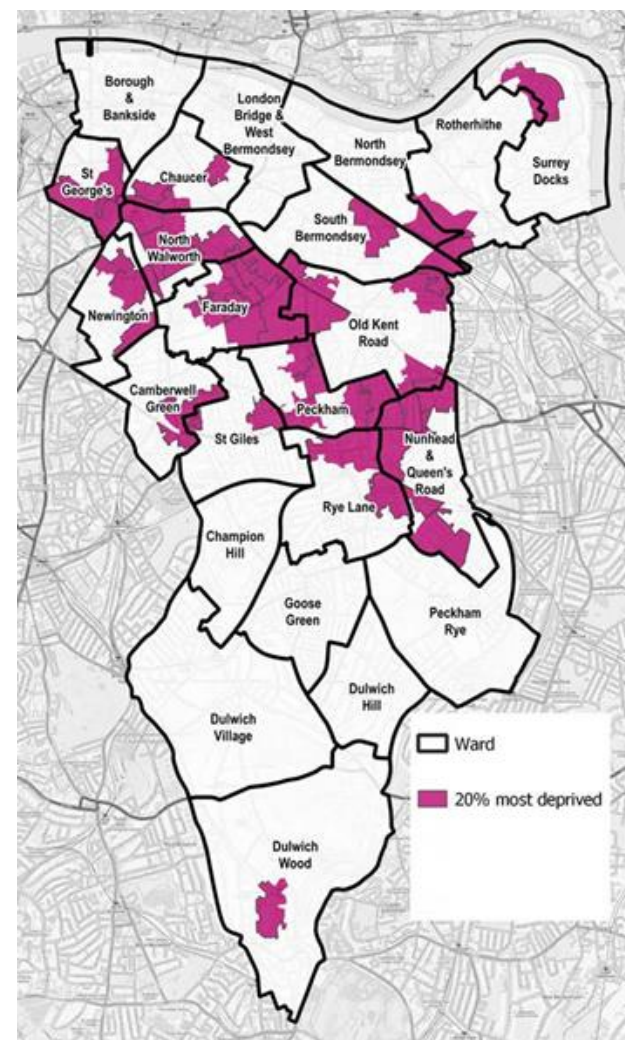 Borough
&
Bankside
London
Bridge &
West
Bermondsey
North
Bermondsey
Rotherhithe
Surrey
Docks
St
George's
Chaucer
South
Bermondsey
North
Walworth
Newington
Faraday
Old Kent
Road
Camberwell
Green
Peckham
St Giles
Nunhead
&
Queen's
Road
Rye Lane
Champion
Hill
Goose
Green
Peckham
Rye
Dulwich
Village
Dulwich
Hill
Dulwich
Wood
Ward
20% most deprived